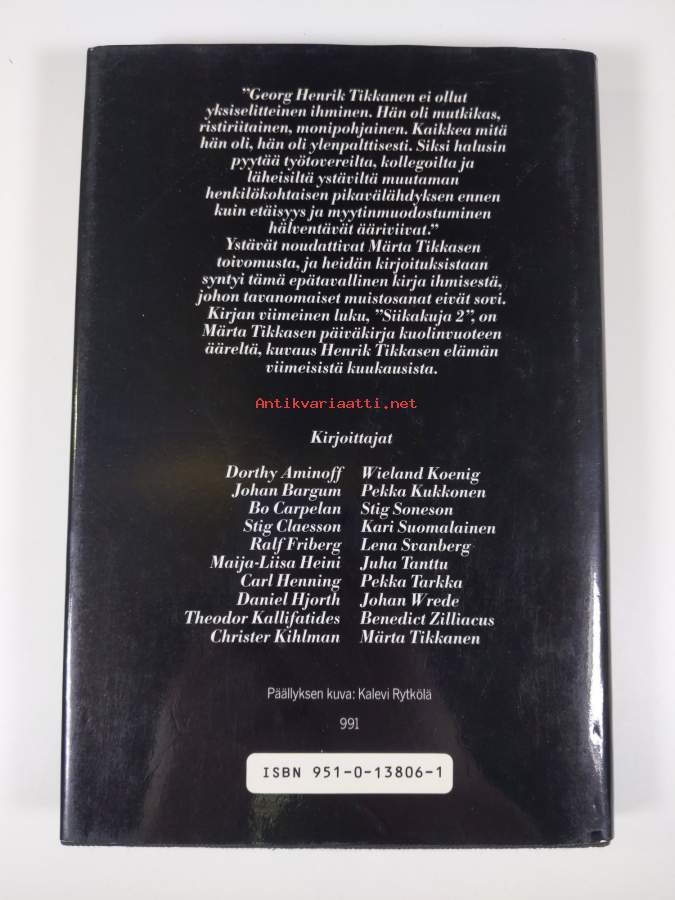 ”Georg Henrik Tikkanen ei ollut
yksiselitteinen ihminen. Hän oli mutkikas,
ristiriitainen, monipohjainen. Kaikkea mitä
hän oli, hän oli ylenpalttisesti. Siksi halusin
pyytää työtovereilta, kollegoilta ja
läheisiltä ystäviltä muutaman
henkilökohtaisen pikavälähdyksen ennen
kuin etäisyys ja myytinmuodostuminen
hälventävät ääriviivat.”
Ystävät noudattivat Märta Tikkasen
toivomusta, ja heidän kirjoituksistaan
syntyi tämä epätavallinen kirja ihmisestä,
johon tavanomaiset muistosanat eivät sovi.
Kirjan viimeinen luku, ”Siikakuja 2”, on
Märta Tikkasen päiväkirja kuolinvuoteen
ääreltä, kuvaus Henrik Tikkasen elämän
viimeisistä kuukausista.
Antikvariaatti.net
Kirjoittajat
Dorthy Aminoff Wieland Koenig
Johan Bargum Pekka Kukkonen
Bo Carpelan Stig Soneson
Stig Claesson Kari Suomalainen
Ralf Friberg Lena Svanberg
Maija-Liisa Heini Juha Tanttu
Carl Henning Pekka Tarkka
Daniel Hjorth Johan Wrede
Theodor Kallifatides Benedict Zilliacus
Christer Kihlman Märta Tikkanen
Päällyksen kuva: Kalevi Rytkölä
991
ISBN 951-0-13806-1